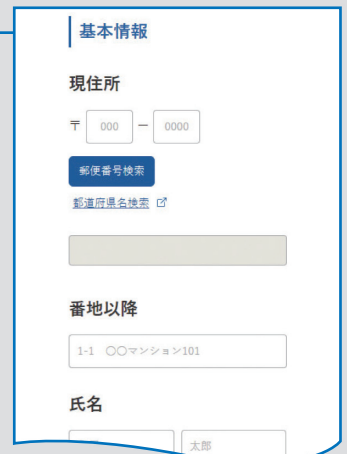 基本情報
現住所
〒 000 － 0000
郵便番号検索
都道府県名検索
番地以降
1-1　○○マンション101
氏名
太郎